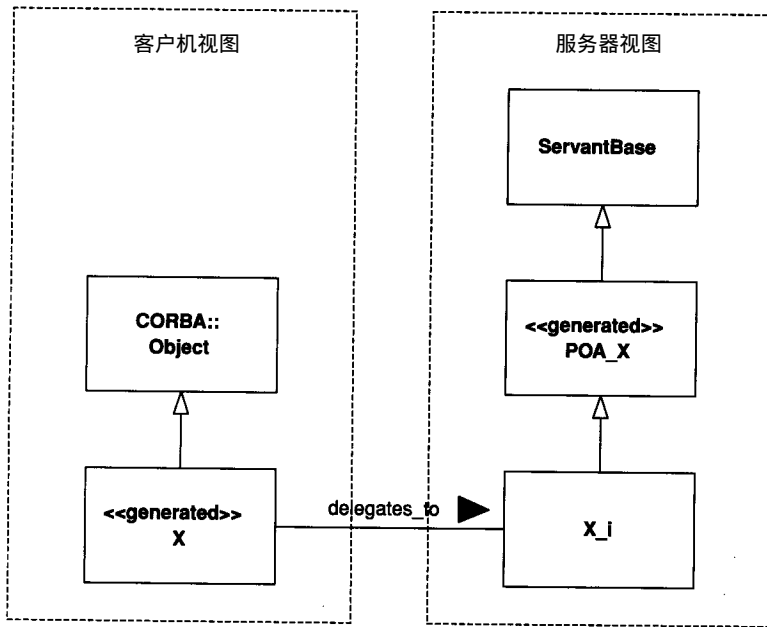 客户机视图
服务器视图
ServantBase
CORBA::
Object
<<generated>>
POA_X
<<generated>>
X
delegates_to
X_i